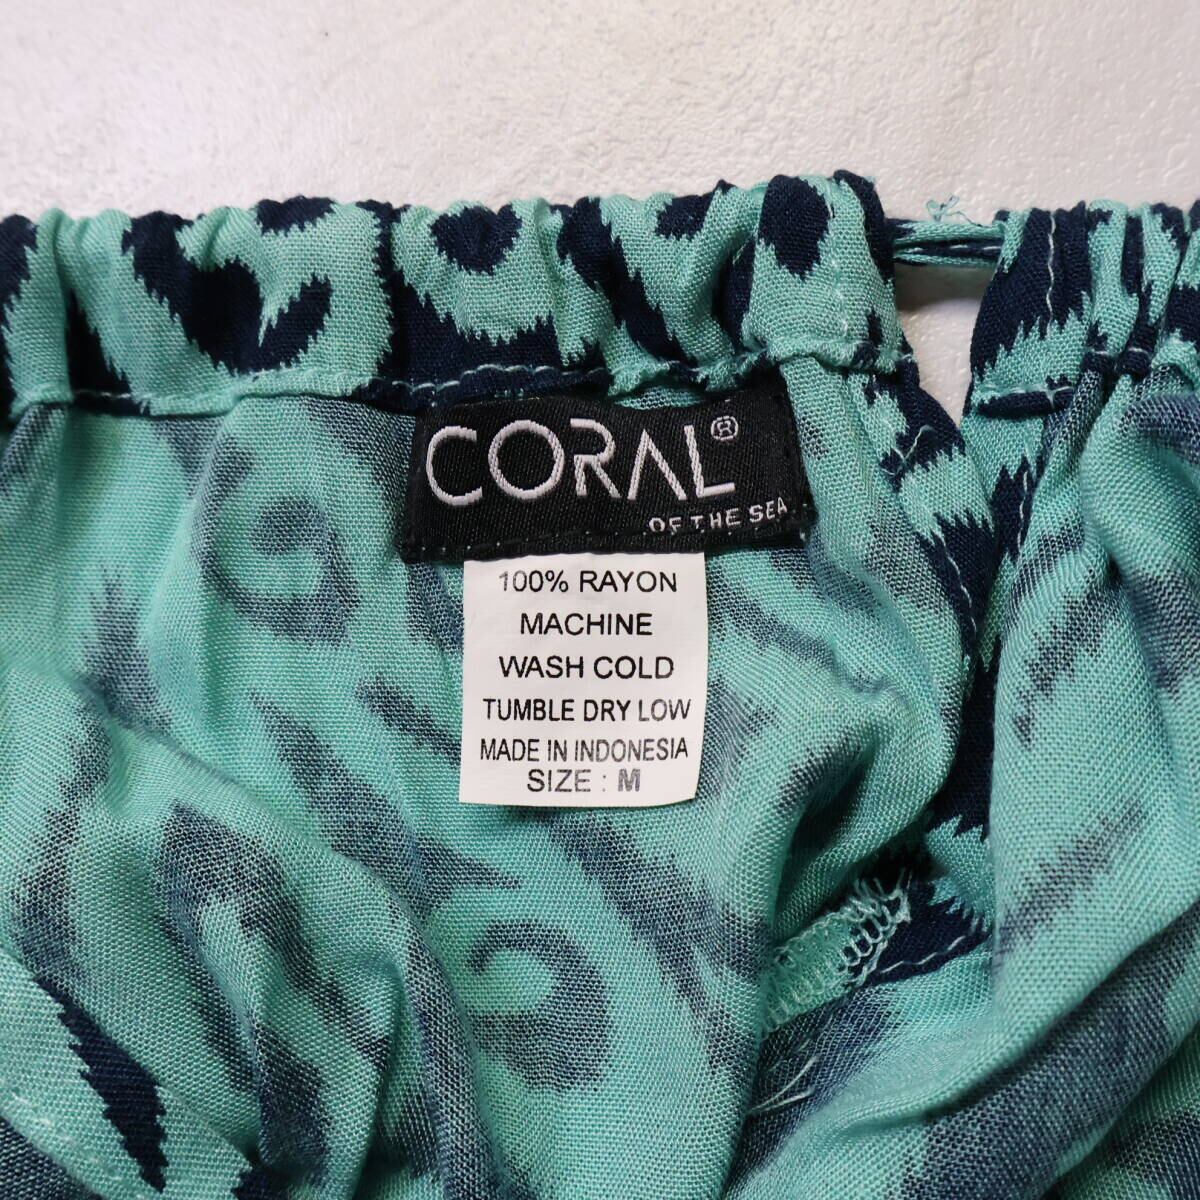 CORAL®
OF THE SEA
100% RAYON
MACHINE
WASH COLD
TUMBLE DRY LOW
MADE IN INDONESIA
SIZE : M